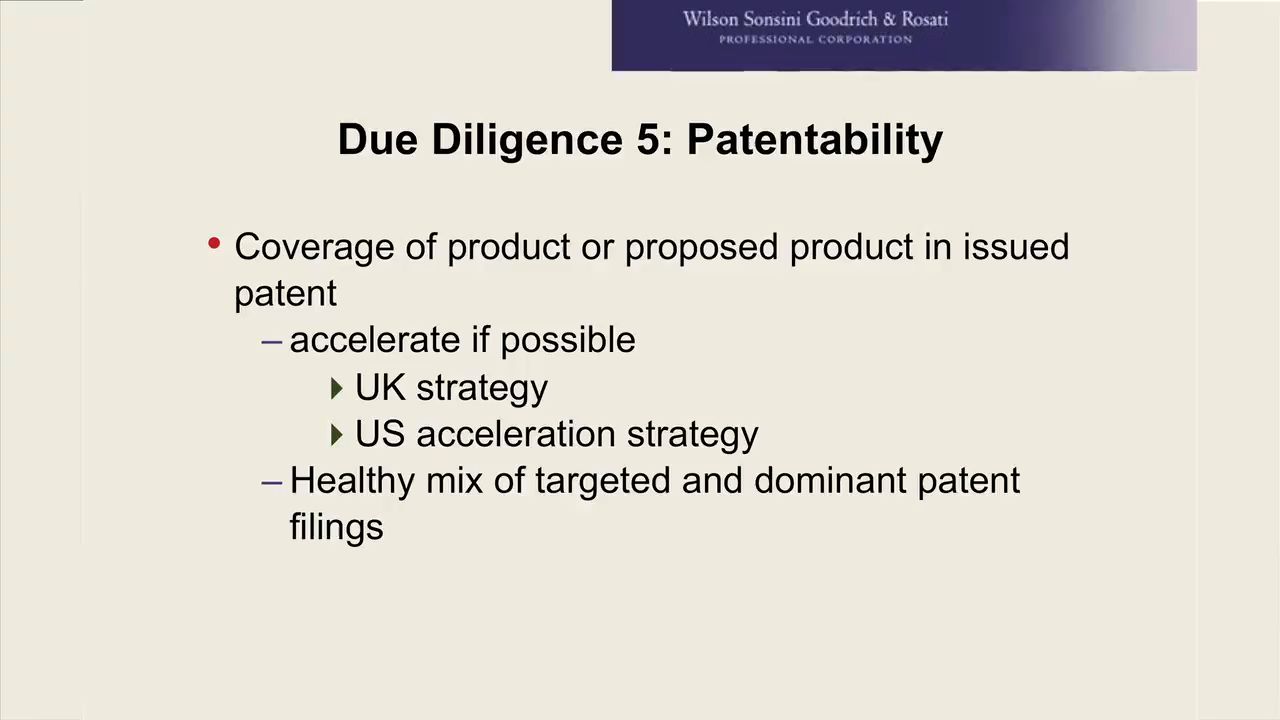 Wilson Sonsini Goodrich & Rosati
PROFESSIONAL CORPORATION
Due Diligence 5: Patentability
• Coverage of product or proposed product in issued
patent
– accelerate if possible
UK strategy
US acceleration strategy
– Healthy mix of targeted and dominant patent
filings